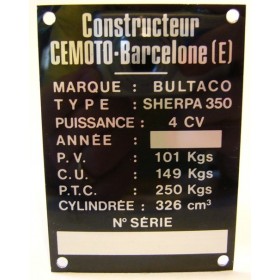 Constructeur
CEMOTO-Barcelone (E)
MARQUE : BULTACO
TYPE : SHERPA 350
PUISSANCE : 4 CV
ANNÉE :
P.V. : 101 Kgs
C.U. : 149 Kgs
P.T.C. : 250 Kgs
CYLINDRÉE : 326 cm³
N° SÉRIE